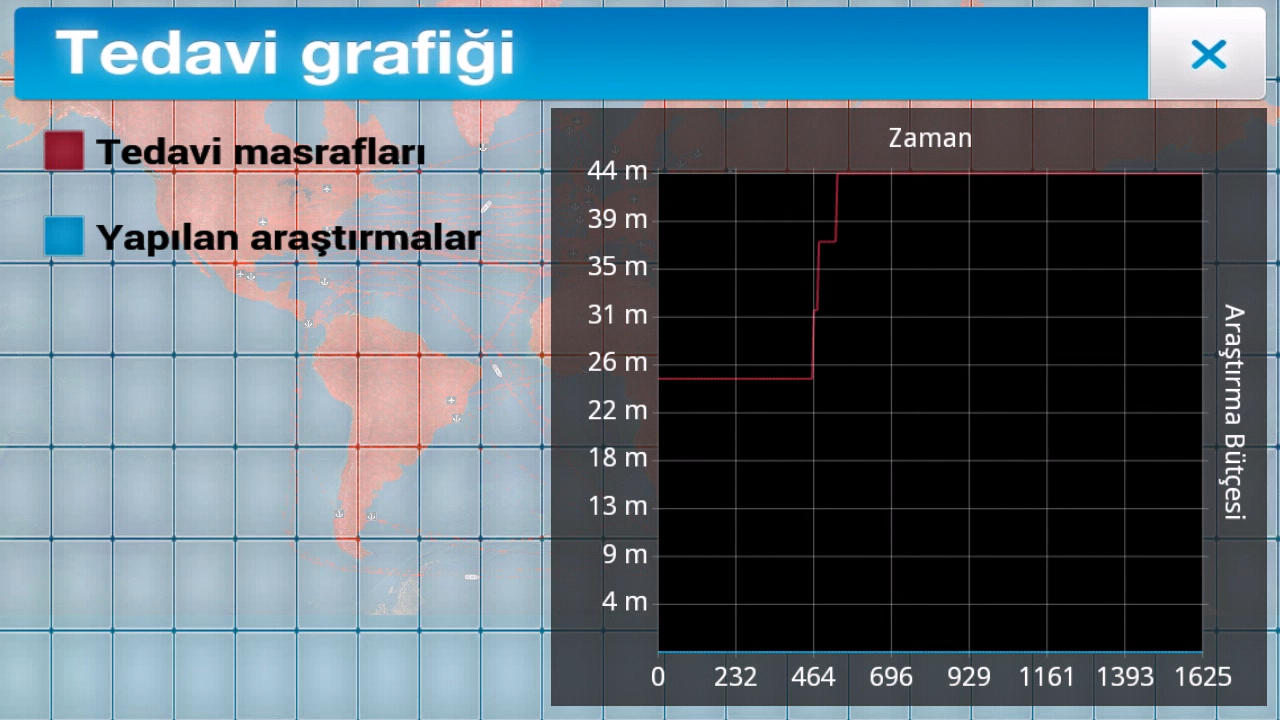 Tedavi grafiği
Tedavi masrafları
Yapılan araştırmalar
Zaman
44 m
39 m
35 m
31 m
26 m
22 m
18 m
13 m
9 m
4 m
0 232 464 696 929 1161 1393 1625
Araştırma Bütçesi